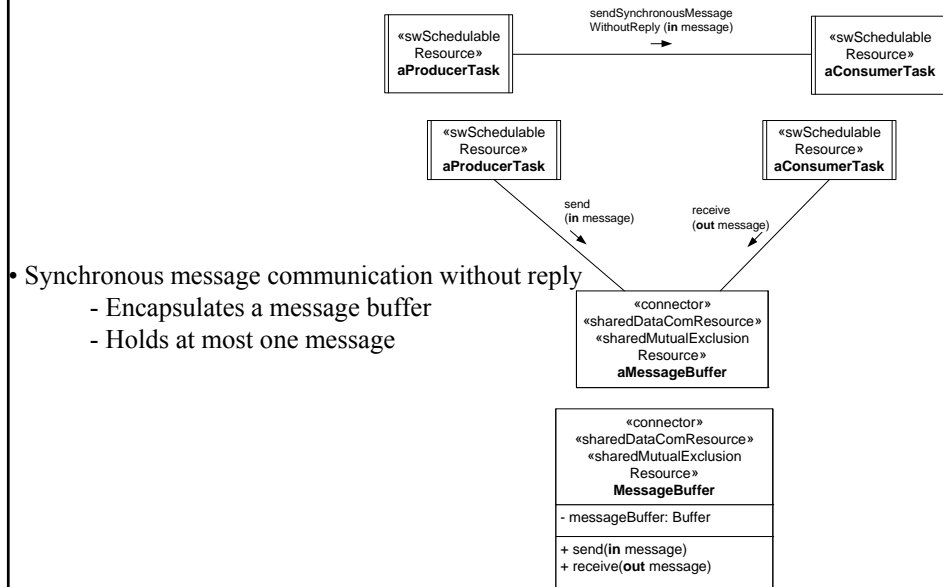 sendSynchronousMessage
WithoutReply (in message)
«swSchedulable
Resource»
aProducerTask
«swSchedulable
Resource»
aConsumerTask
«swSchedulable
Resource»
aProducerTask
«swSchedulable
Resource»
aConsumerTask
send
(in message)
receive
(out message)
• Synchronous message communication without reply
- Encapsulates a message buffer
- Holds at most one message
«connector»
«sharedDataComResource»
«sharedMutualExclusion
Resource»
aMessageBuffer
«connector»
«sharedDataComResource»
«sharedMutualExclusion
Resource»
MessageBuffer
- messageBuffer: Buffer
+ send(in message)
+ receive(out message)